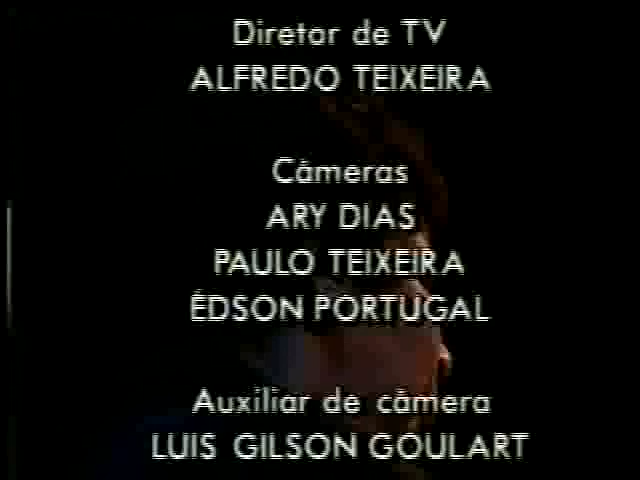 Diretor de TV
ALFREDO TEIXEIRA
Câmeras
ARY DIAS
PAULO TEIXEIRA
ÉDSON PORTUGAL
Auxiliar de câmera
LUIS GILSON GOULART